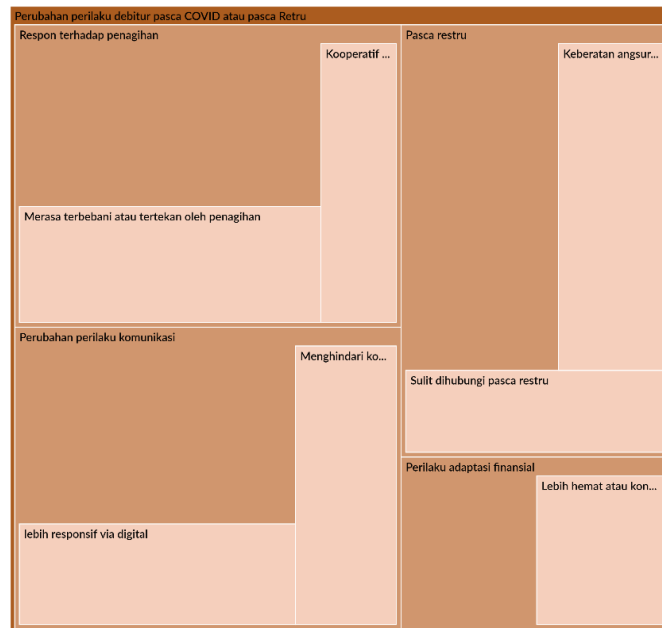 Perubahan perilaku debitur pasca COVID atau pasca Retru
Respon terhadap penagihan
Kooperatif ...
Merasa terbebani atau tertekan oleh penagihan
Perubahan perilaku komunikasi
Menghindari ko...
lebih responsif via digital
Pasca restru
Keberatan angsur...
Sulit dihubungi pasca restru
Perilaku adaptasi finansial
Lebih hemat atau kon...